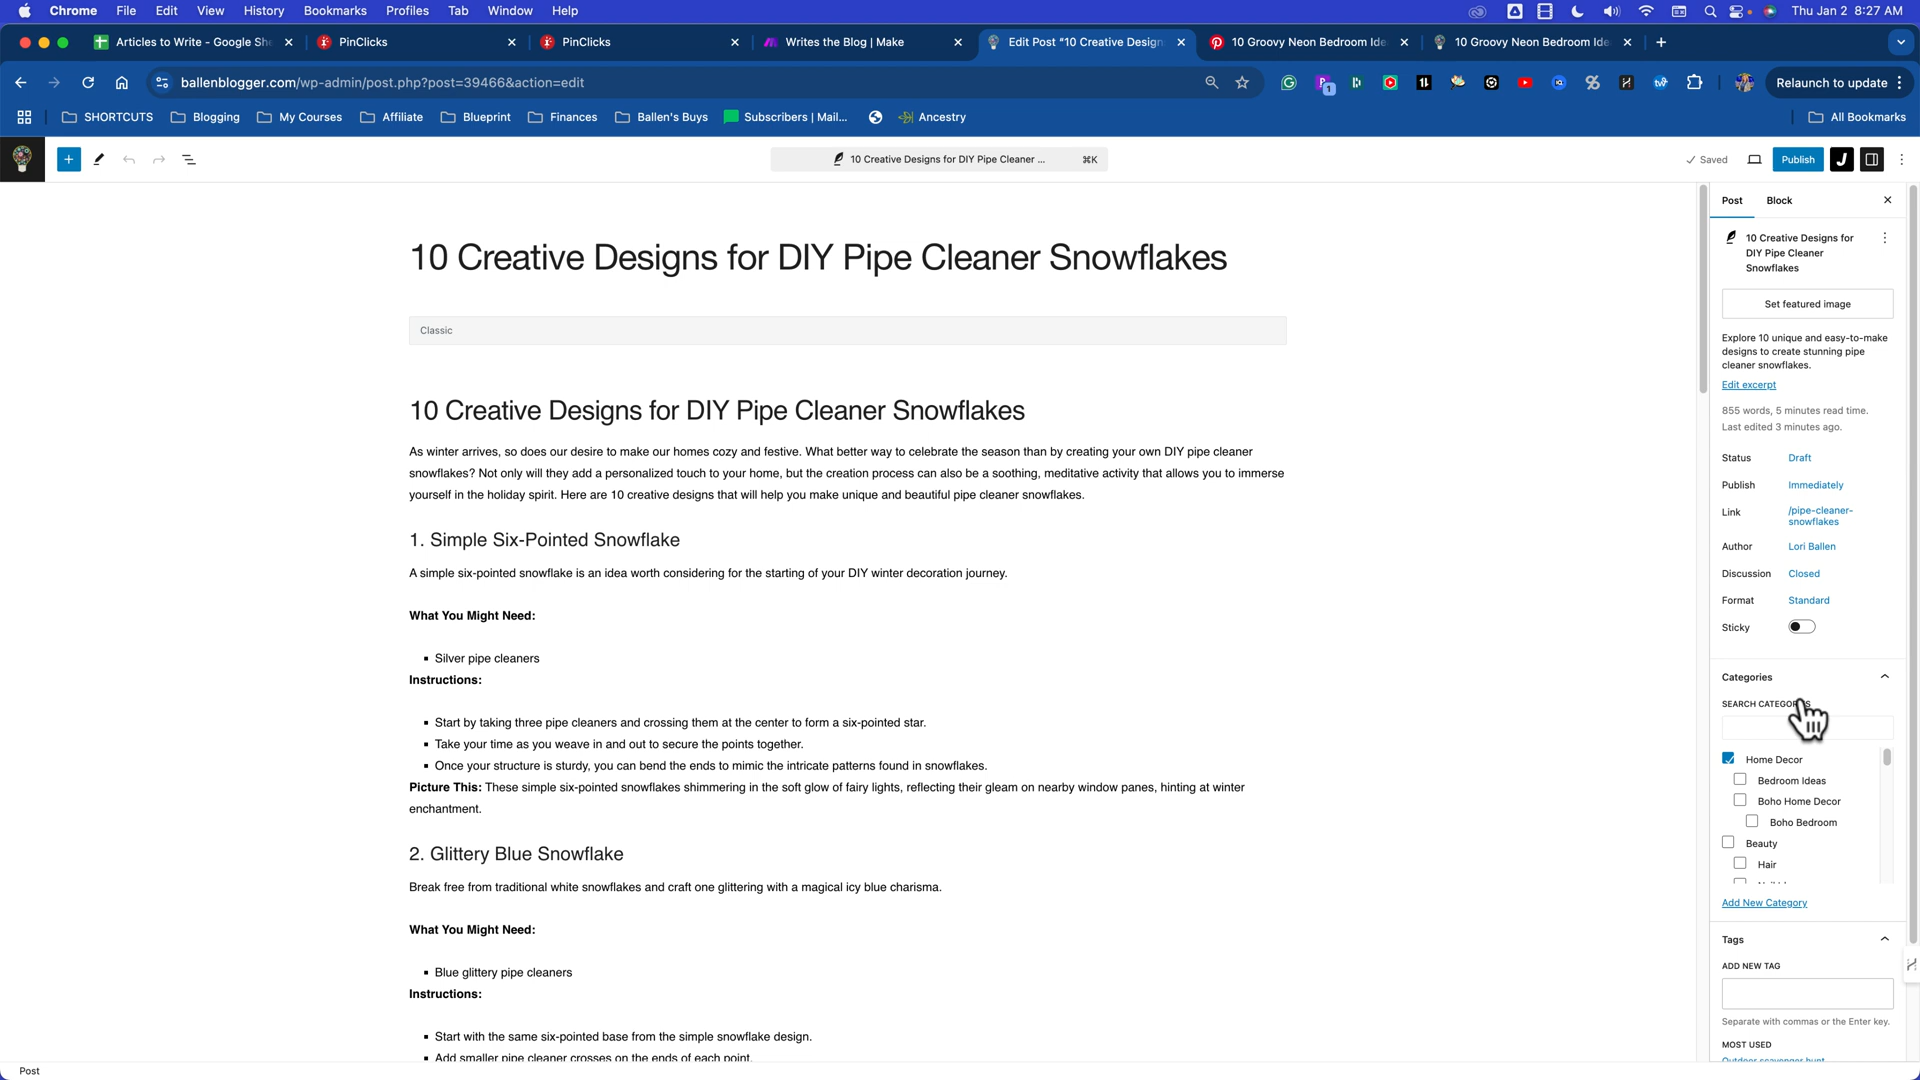 Chrome File Edit View History Bookmarks Profiles Tab Window Help Thu Jan 2 8:27 AM
Articles to Write - Google She PinClicks PinClicks Writes the Blog | Make Edit Post "10 Creative Design 10 Groovy Neon Bedroom Ide 10 Groovy Neon Bedroom Ide
ballenblogger.com/wp-admin/post.php?post=39466&action=edit Relaunch to update
SHORTCUTS Blogging My Courses Affiliate Blueprint Finances Ballen's Buys Subscribers | Mail... Ancestry All Bookmarks
10 Creative Designs for DIY Pipe Cleaner ... ⌘K Saved Publish
10 Creative Designs for DIY Pipe Cleaner Snowflakes
Classic
10 Creative Designs for DIY Pipe Cleaner Snowflakes
As winter arrives, so does our desire to make our homes cozy and festive. What better way to celebrate the season than by creating your own DIY pipe cleaner
snowflakes? Not only will they add a personalized touch to your home, but the creation process can also be a soothing, meditative activity that allows you to immerse
yourself in the holiday spirit. Here are 10 creative designs that will help you make unique and beautiful pipe cleaner snowflakes.
1. Simple Six-Pointed Snowflake
A simple six-pointed snowflake is an idea worth considering for the starting of your DIY winter decoration journey.
What You Might Need:
▪ Silver pipe cleaners
Instructions:
▪ Start by taking three pipe cleaners and crossing them at the center to form a six-pointed star.
▪ Take your time as you weave in and out to secure the points together.
▪ Once your structure is sturdy, you can bend the ends to mimic the intricate patterns found in snowflakes.
Picture This: These simple six-pointed snowflakes shimmering in the soft glow of fairy lights, reflecting their gleam on nearby window panes, hinting at winter
enchantment.
2. Glittery Blue Snowflake
Break free from traditional white snowflakes and craft one glittering with a magical icy blue charisma.
What You Might Need:
▪ Blue glittery pipe cleaners
Instructions:
▪ Start with the same six-pointed base from the simple snowflake design.
▪ Add smaller pipe cleaner crosses on the ends of each point.
Post
Post Block
10 Creative Designs for
DIY Pipe Cleaner
Snowflakes
Set featured image
Explore 10 unique and easy-to-make
designs to create stunning pipe
cleaner snowflakes.
Edit excerpt
855 words, 5 minutes read time.
Last edited 3 minutes ago.
Status Draft
Publish Immediately
Link /pipe-cleaner-
snowflakes
Author Lori Ballen
Discussion Closed
Format Standard
Sticky
Categories
SEARCH CATEGORIES
Home Decor
Bedroom Ideas
Boho Home Decor
Boho Bedroom
Beauty
Hair
Add New Category
Tags
ADD NEW TAG
Separate with commas or the Enter key.
MOST USED
Outdoor scavenger hunt